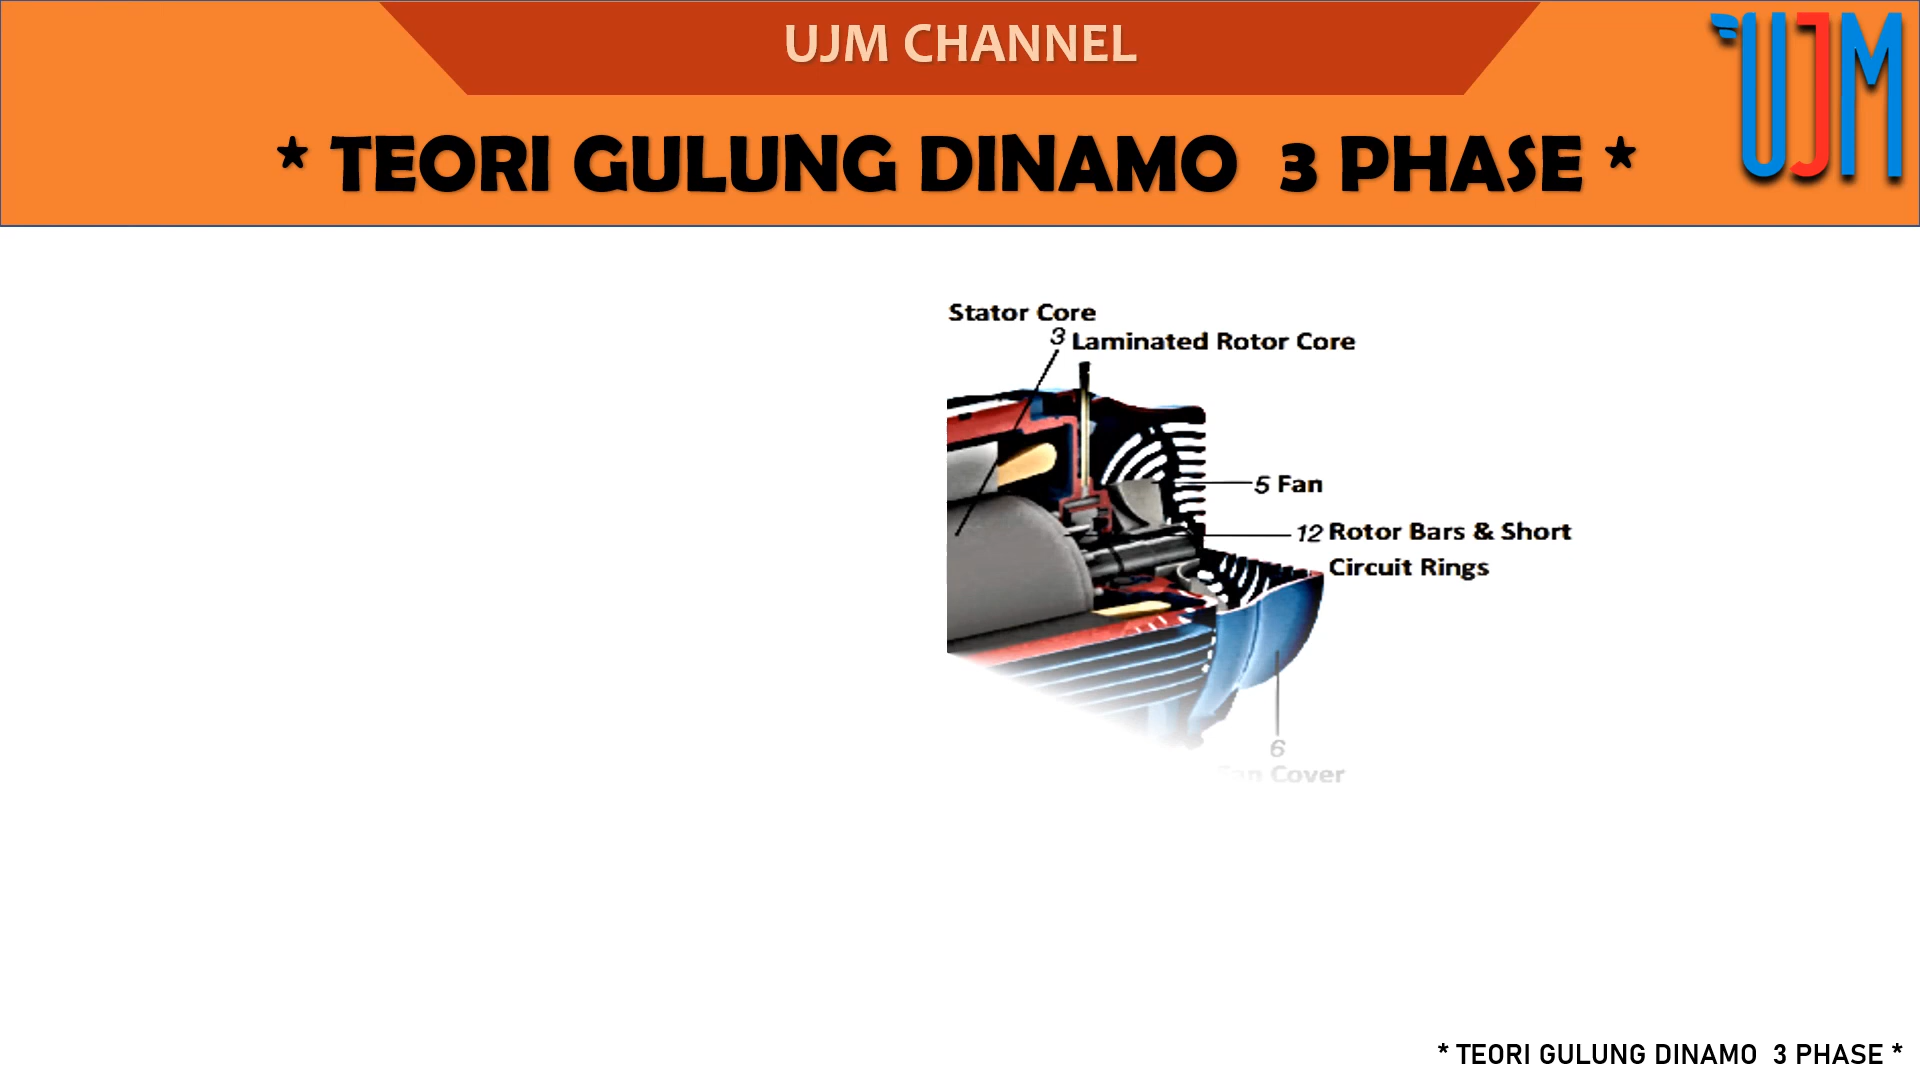 UJM CHANNEL
UJM
* TEORI GULUNG DINAMO 3 PHASE *
Stator Core
3 Laminated Rotor Core
5 Fan
12 Rotor Bars & Short
Circuit Rings
6
Fan Cover
* TEORI GULUNG DINAMO 3 PHASE *